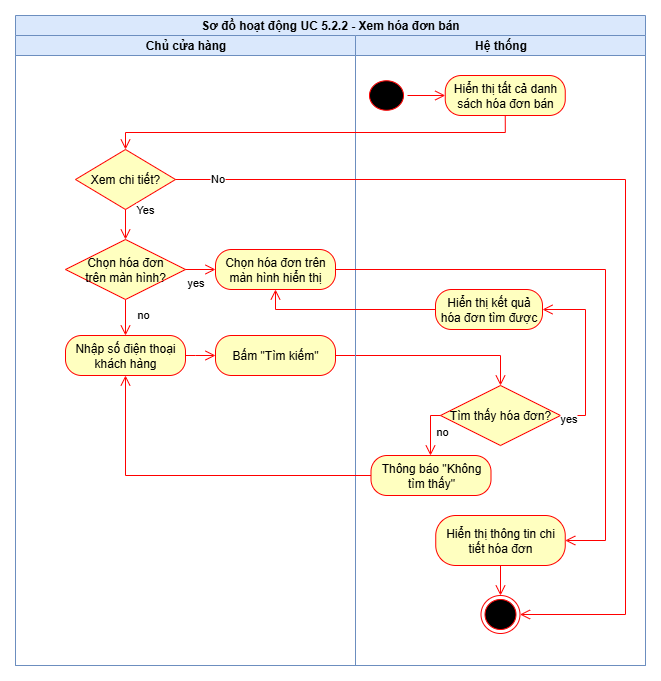 Sơ đồ hoạt động UC 5.2.2 - Xem hóa đơn bán
Chủ cửa hàng
Hệ thống
Hiển thị tất cả danh
sách hóa đơn bán
Xem chi tiết?
No
Yes
Chọn hóa đơn
trên màn hình?
yes
Chọn hóa đơn trên
màn hình hiển thị
no
Hiển thị kết quả
hóa đơn tìm được
Nhập số điện thoại
khách hàng
Bấm "Tìm kiếm"
Tìm thấy hóa đơn?
yes
no
Thông báo "Không
tìm thấy"
Hiển thị thông tin chi
tiết hóa đơn